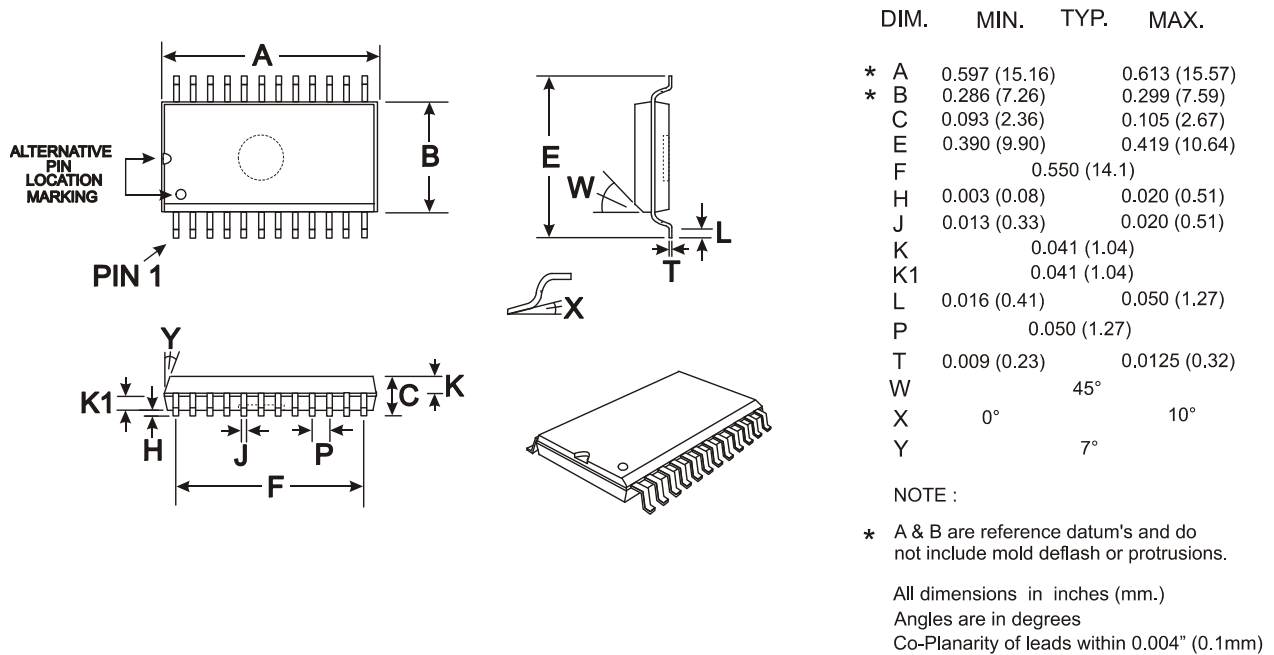 A
ALTERNATIVE
PIN
LOCATION
MARKING
B
PIN 1
E
W
L
T
X
Y
K1
C
K
H
J
P
F
DIM. MIN. TYP. MAX.
* A 0.597 (15.16) 0.613 (15.57)
* B 0.286 (7.26) 0.299 (7.59)
C 0.093 (2.36) 0.105 (2.67)
E 0.390 (9.90) 0.419 (10.64)
F 0.550 (14.1)
H 0.003 (0.08) 0.020 (0.51)
J 0.013 (0.33) 0.020 (0.51)
K 0.041 (1.04)
K1 0.041 (1.04)
L 0.016 (0.41) 0.050 (1.27)
P 0.050 (1.27)
T 0.009 (0.23) 0.0125 (0.32)
W 45°
X 0° 10°
Y 7°
NOTE :
* A & B are reference datum's and do
not include mold deflash or protrusions.
All dimensions in inches (mm.)
Angles are in degrees
Co-Planarity of leads within 0.004” (0.1mm)